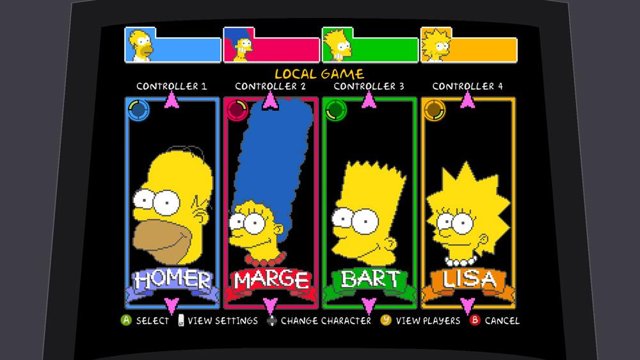 LOCAL GAME
CONTROLLER 1 CONTROLLER 2 CONTROLLER 3 CONTROLLER 4
HOMER MARGE BART LISA
A SELECT VIEW SETTINGS CHANGE CHARACTER Y VIEW PLAYERS B CANCEL